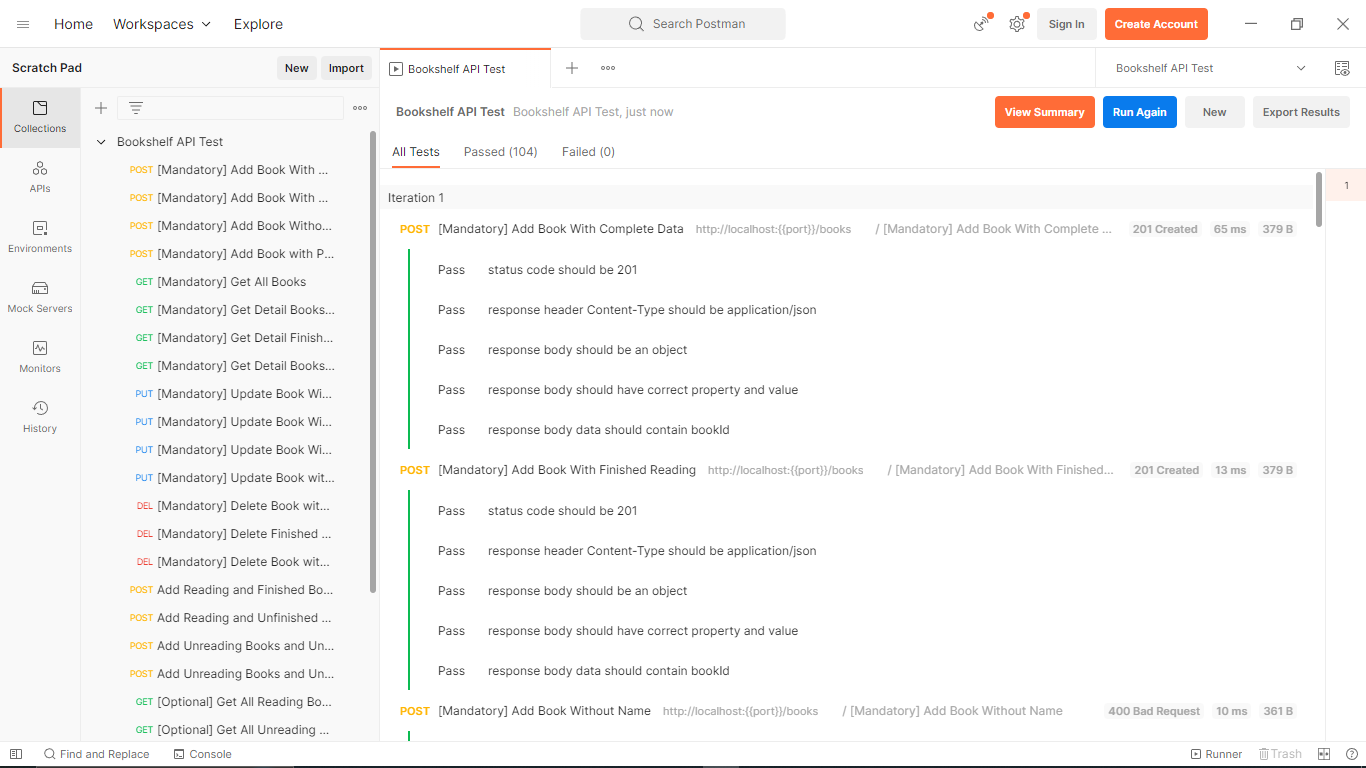 Home Workspaces Explore Search Postman Sign In Create Account
Scratch Pad New Import
Bookshelf API Test
Bookshelf API Test
Collections
APIs
Environments
Mock Servers
Monitors
History
Bookshelf API Test
POST [Mandatory] Add Book With ...
POST [Mandatory] Add Book With ...
POST [Mandatory] Add Book Witho...
POST [Mandatory] Add Book with P...
GET [Mandatory] Get All Books
GET [Mandatory] Get Detail Books...
GET [Mandatory] Get Detail Finish...
GET [Mandatory] Get Detail Books...
PUT [Mandatory] Update Book Wi...
PUT [Mandatory] Update Book Wi...
PUT [Mandatory] Update Book Wi...
PUT [Mandatory] Update Book wit...
DEL [Mandatory] Delete Book wit...
DEL [Mandatory] Delete Finished ...
DEL [Mandatory] Delete Book wit...
POST Add Reading and Finished Bo...
POST Add Reading and Unfinished ...
POST Add Unreading Books and Un...
POST Add Unreading Books and Un...
GET [Optional] Get All Reading Bo...
GET [Optional] Get All Unreading ...
Bookshelf API Test Bookshelf API Test, just now View Summary Run Again New Export Results
All Tests Passed (104) Failed (0)
1
Iteration 1
POST [Mandatory] Add Book With Complete Data http://localhost:{{port}}/books / [Mandatory] Add Book With Complete ... 201 Created 65 ms 379 B
Pass status code should be 201
Pass response header Content-Type should be application/json
Pass response body should be an object
Pass response body should have correct property and value
Pass response body data should contain bookId
POST [Mandatory] Add Book With Finished Reading http://localhost:{{port}}/books / [Mandatory] Add Book With Finished... 201 Created 13 ms 379 B
Pass status code should be 201
Pass response header Content-Type should be application/json
Pass response body should be an object
Pass response body should have correct property and value
Pass response body data should contain bookId
POST [Mandatory] Add Book Without Name http://localhost:{{port}}/books / [Mandatory] Add Book Without Name 400 Bad Request 10 ms 361 B
Find and Replace Console Runner Trash